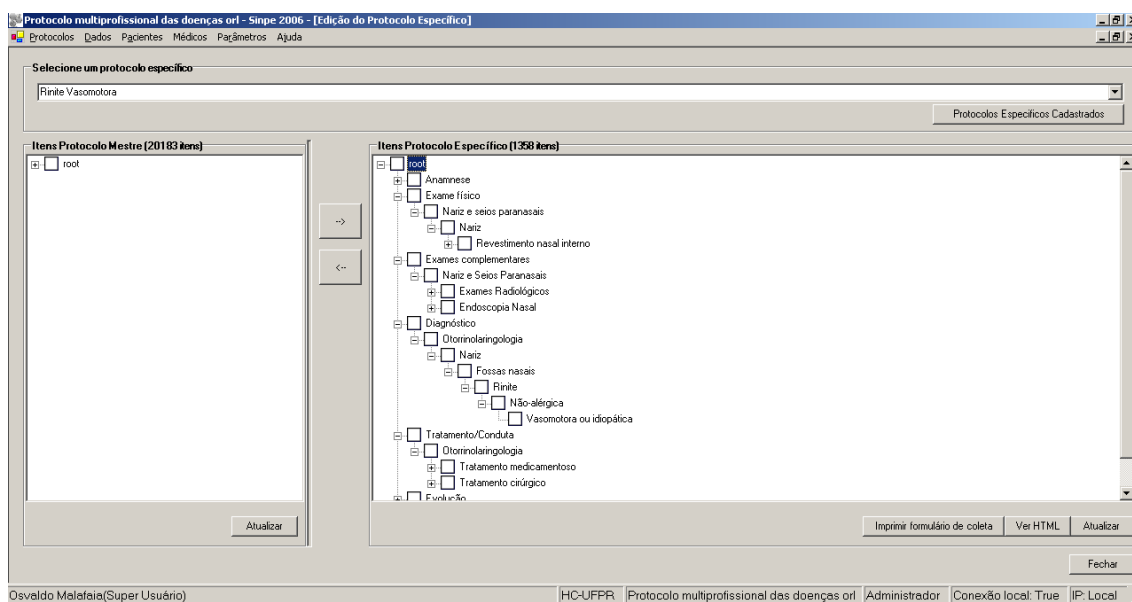 Protocolo multiprofissional das doenças orl - Sinpe 2006 - [Edição do Protocolo Específico]
Protocolos Dados Pacientes Médicos Parâmetros Ajuda
Selecione um protocolo específico
Rinite Vasomotora
Protocolos Especificos Cadastrados
Itens Protocolo Mestre (20183 itens)
root
-->
<--
Atualizar
Itens Protocolo Específico (1358 itens)
root
Anamnese
Exame físico
Nariz e seios paranasais
Nariz
Revestimento nasal interno
Exames complementares
Nariz e Seios Paranasais
Exames Radiológicos
Endoscopia Nasal
Diagnóstico
Otorrinolaringologia
Nariz
Fossas nasais
Rinite
Não-alérgica
Vasomotora ou idiopática
Tratamento/Conduta
Otorrinolaringologia
Tratamento medicamentoso
Tratamento cirúrgico
Evolução
Imprimir formulário de coleta Ver HTML Atualizar
Fechar
Osvaldo Malafaia(Super Usuário) HC-UFPR Protocolo multiprofissional das doenças orl Administrador Conexão local: True IP: Local